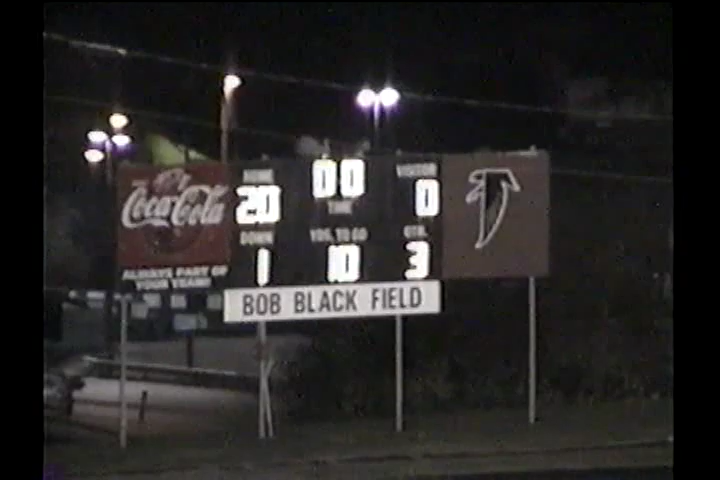 Coca-Cola
ALWAYS PART OF
YOUR TEAM!
HOME
20
00
TIME
VISITOR
0
DOWN
1
YDS. TO GO
10
QTR.
3
BOB BLACK FIELD